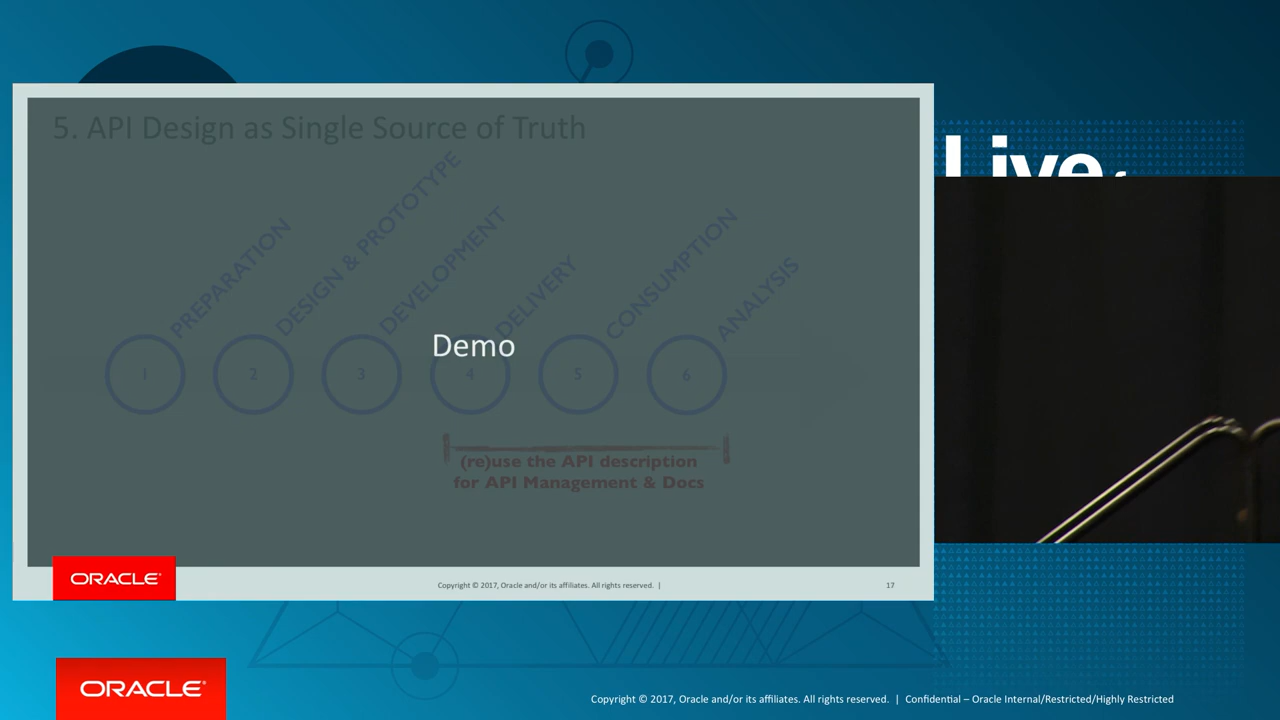 Live
5. API Design as Single Source of Truth
PREPARATION
DESIGN & PROTOTYPE
DEVELOPMENT
DELIVERY
CONSUMPTION
ANALYSIS
Demo
1 2 3 4 5 6
(re)use the API description
for API Management & Docs
ORACLE
Copyright © 2017, Oracle and/or its affiliates. All rights reserved. |
17
ORACLE
Copyright © 2017, Oracle and/or its affiliates. All rights reserved. | Confidential – Oracle Internal/Restricted/Highly Restricted